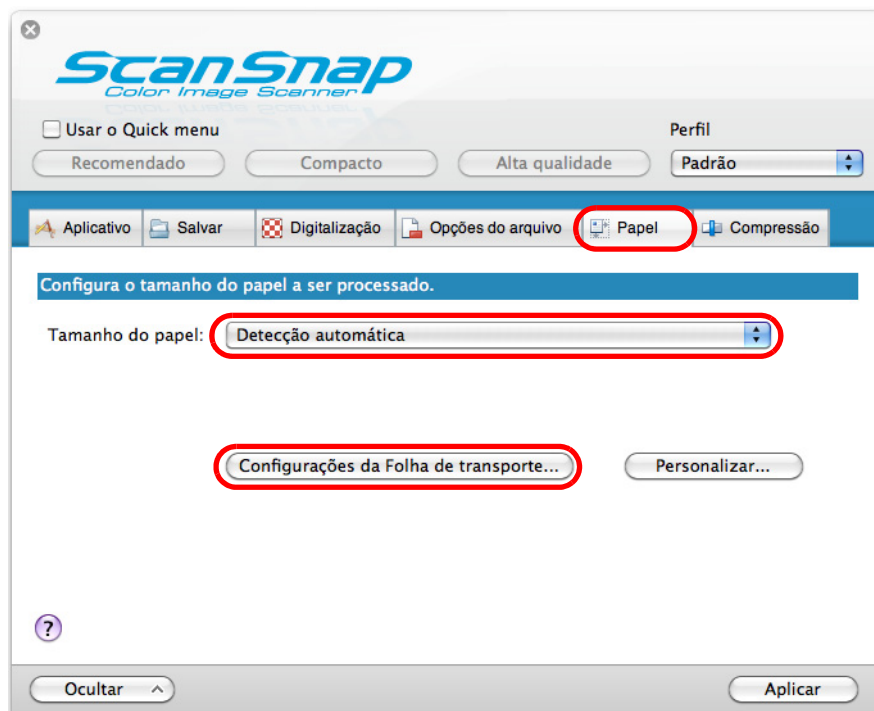 ScanSnap
Color Image Scanner
Usar o Quick menu
Perfil
Recomendado Compacto Alta qualidade Padrão
Aplicativo Salvar Digitalização Opções do arquivo Papel Compressão
Configura o tamanho do papel a ser processado.
Tamanho do papel: Detecção automática
Configurações da Folha de transporte... Personalizar...
?
Ocultar Aplicar